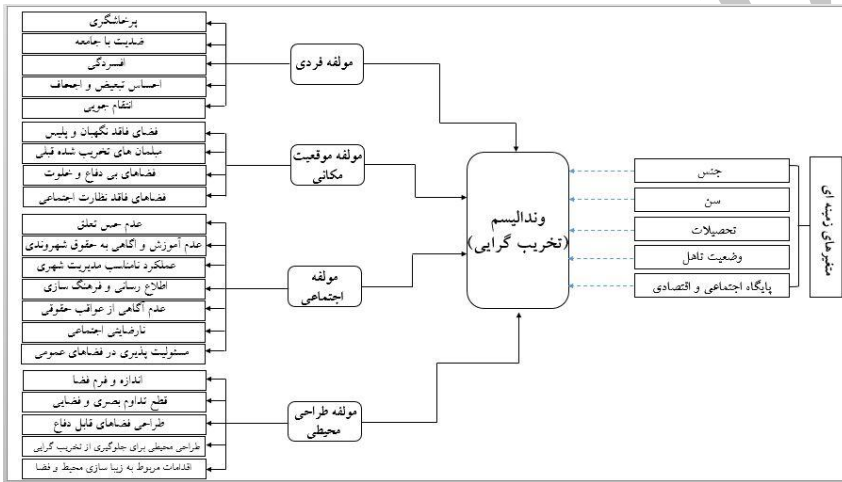 متغیرهای زمینه ای
جنس
سن
تحصیلات
وضعیت تاهل
پایگاه اجتماعی و اقتصادی
وندالیسم
(تخریب گرایی)
مولفه فردی
پرخاشگری
ضدیت با جامعه
افسردگی
احساس تبعیض و اجحاف
انتقام جویی
مولفه موقعیت
مکانی
فضای فاقد نگهبان و پلیس
مبلمان های تخریب شده قبلی
فضاهای بی دفاع و خلوت
فضاهای فاقد نظارت اجتماعی
مولفه
اجتماعی
عدم حس تعلق
عدم آموزش و آگاهی به حقوق شهروندی
عملکرد نامناسب مدیریت شهری
اطلاع رسانی و فرهنگ سازی
عدم آگاهی از عواقب حقوقی
نارضایتی اجتماعی
مسئولیت پذیری در فضاهای عمومی
مولفه طراحی
محیطی
اندازه و فرم فضا
قطع تداوم بصری و فضایی
طراحی فضاهای قابل دفاع
طراحی محیطی برای جلوگیری از تخریب گرایی
اقدامات مربوط به زیبا سازی محیط و فضا